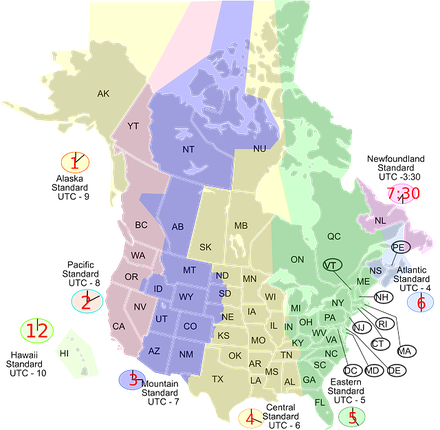 AK
YT
NT
NU
1
Alaska
Standard
UTC - 9
Newfoundland
Standard
UTC -3:30
7:30
NL
BC
AB
SK
MB
ON
QC
PE
NS
Atlantic
Standard
UTC - 4
6
VT
ME
NH
NY
RI
MA
CT
NJ
DE
MD
DC
Pacific
Standard
UTC - 8
2
WA
OR
NV
CA
MT
ID
WY
UT
CO
AZ
NM
ND
SD
NE
KS
OK
TX
MN
IA
MO
AR
LA
WI
IL
MS
AL
TN
MI
IN
OH
KY
PA
WV
VA
NC
SC
GA
FL
12
HI
Hawaii
Standard
UTC - 10
3
Mountain
Standard
UTC - 7
4
Central
Standard
UTC - 6
Eastern
Standard
UTC - 5
5